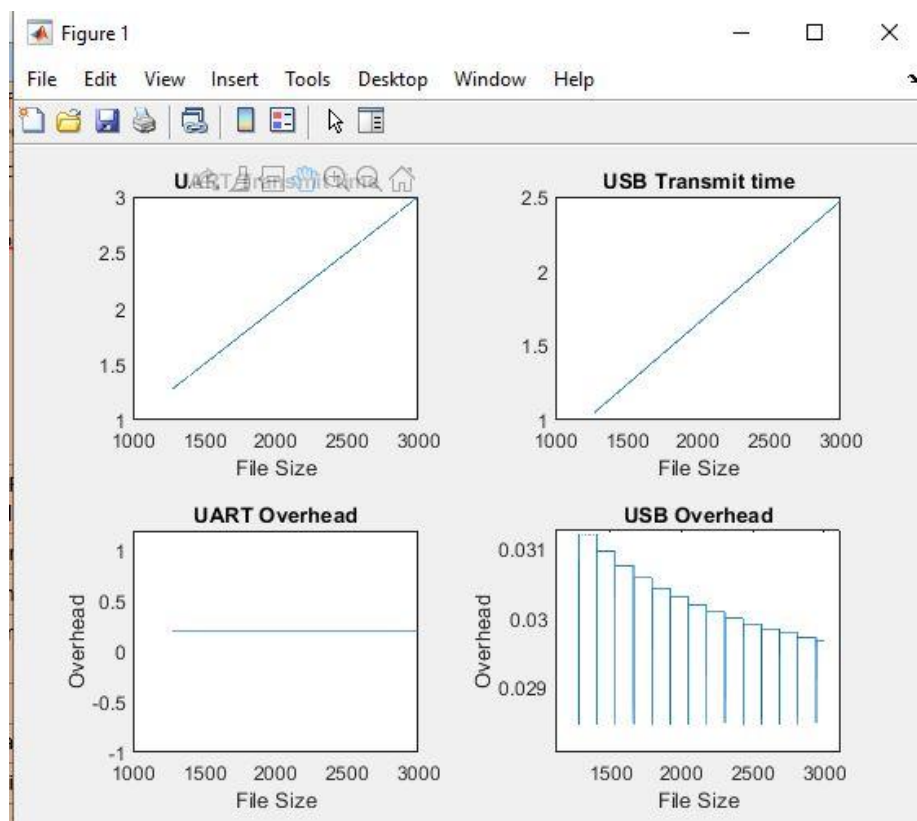 Figure 1
File Edit View Insert Tools Desktop Window Help
UART Transmit time
3
2.5
2
1.5
1
1000 1500 2000 2500 3000
File Size
USB Transmit time
2.5
2
1.5
1
1000 1500 2000 2500 3000
File Size
UART Overhead
1
0.5
0
-0.5
-1
Overhead
1000 1500 2000 2500 3000
File Size
USB Overhead
0.031
0.03
0.029
Overhead
1500 2000 2500 3000
File Size